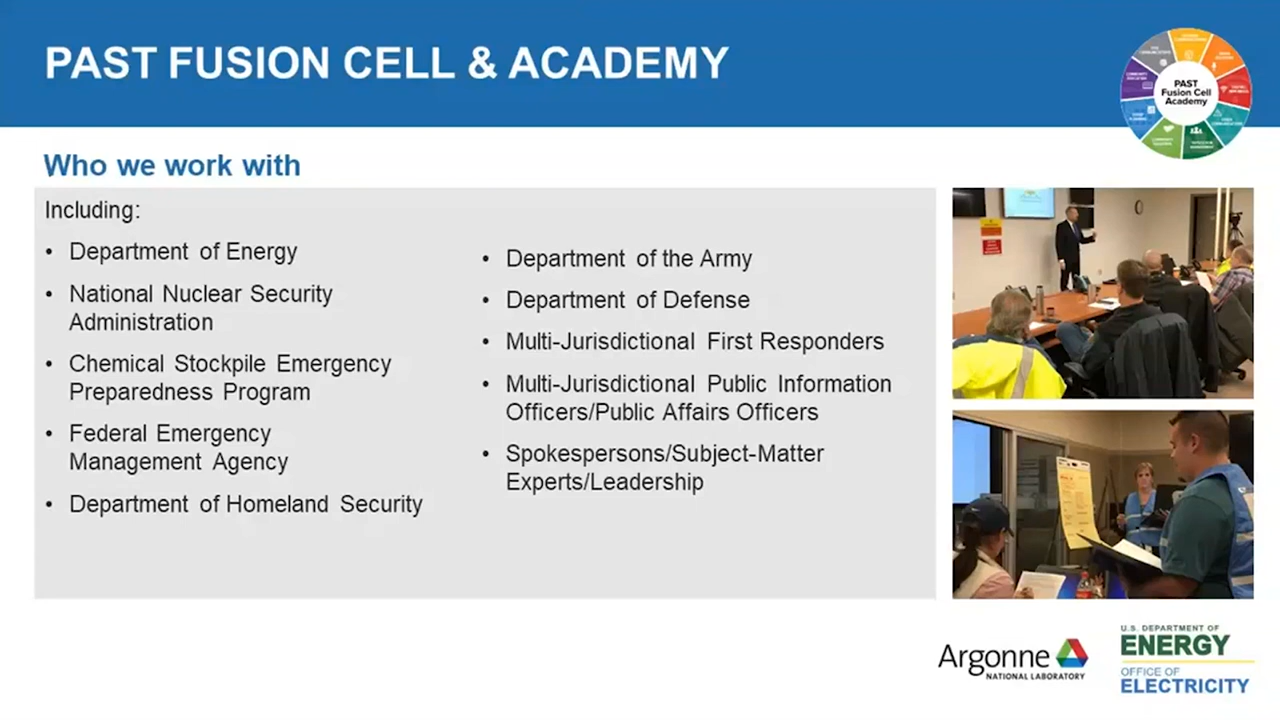 PAST FUSION CELL & ACADEMY
PAST
Fusion Cell
Academy
Who we work with
Including:
• Department of Energy
• National Nuclear Security
Administration
• Chemical Stockpile Emergency
Preparedness Program
• Federal Emergency
Management Agency
• Department of Homeland Security
• Department of the Army
• Department of Defense
• Multi-Jurisdictional First Responders
• Multi-Jurisdictional Public Information
Officers/Public Affairs Officers
• Spokespersons/Subject-Matter
Experts/Leadership
Argonne
NATIONAL LABORATORY
U.S. DEPARTMENT OF
ENERGY
OFFICE OF
ELECTRICITY